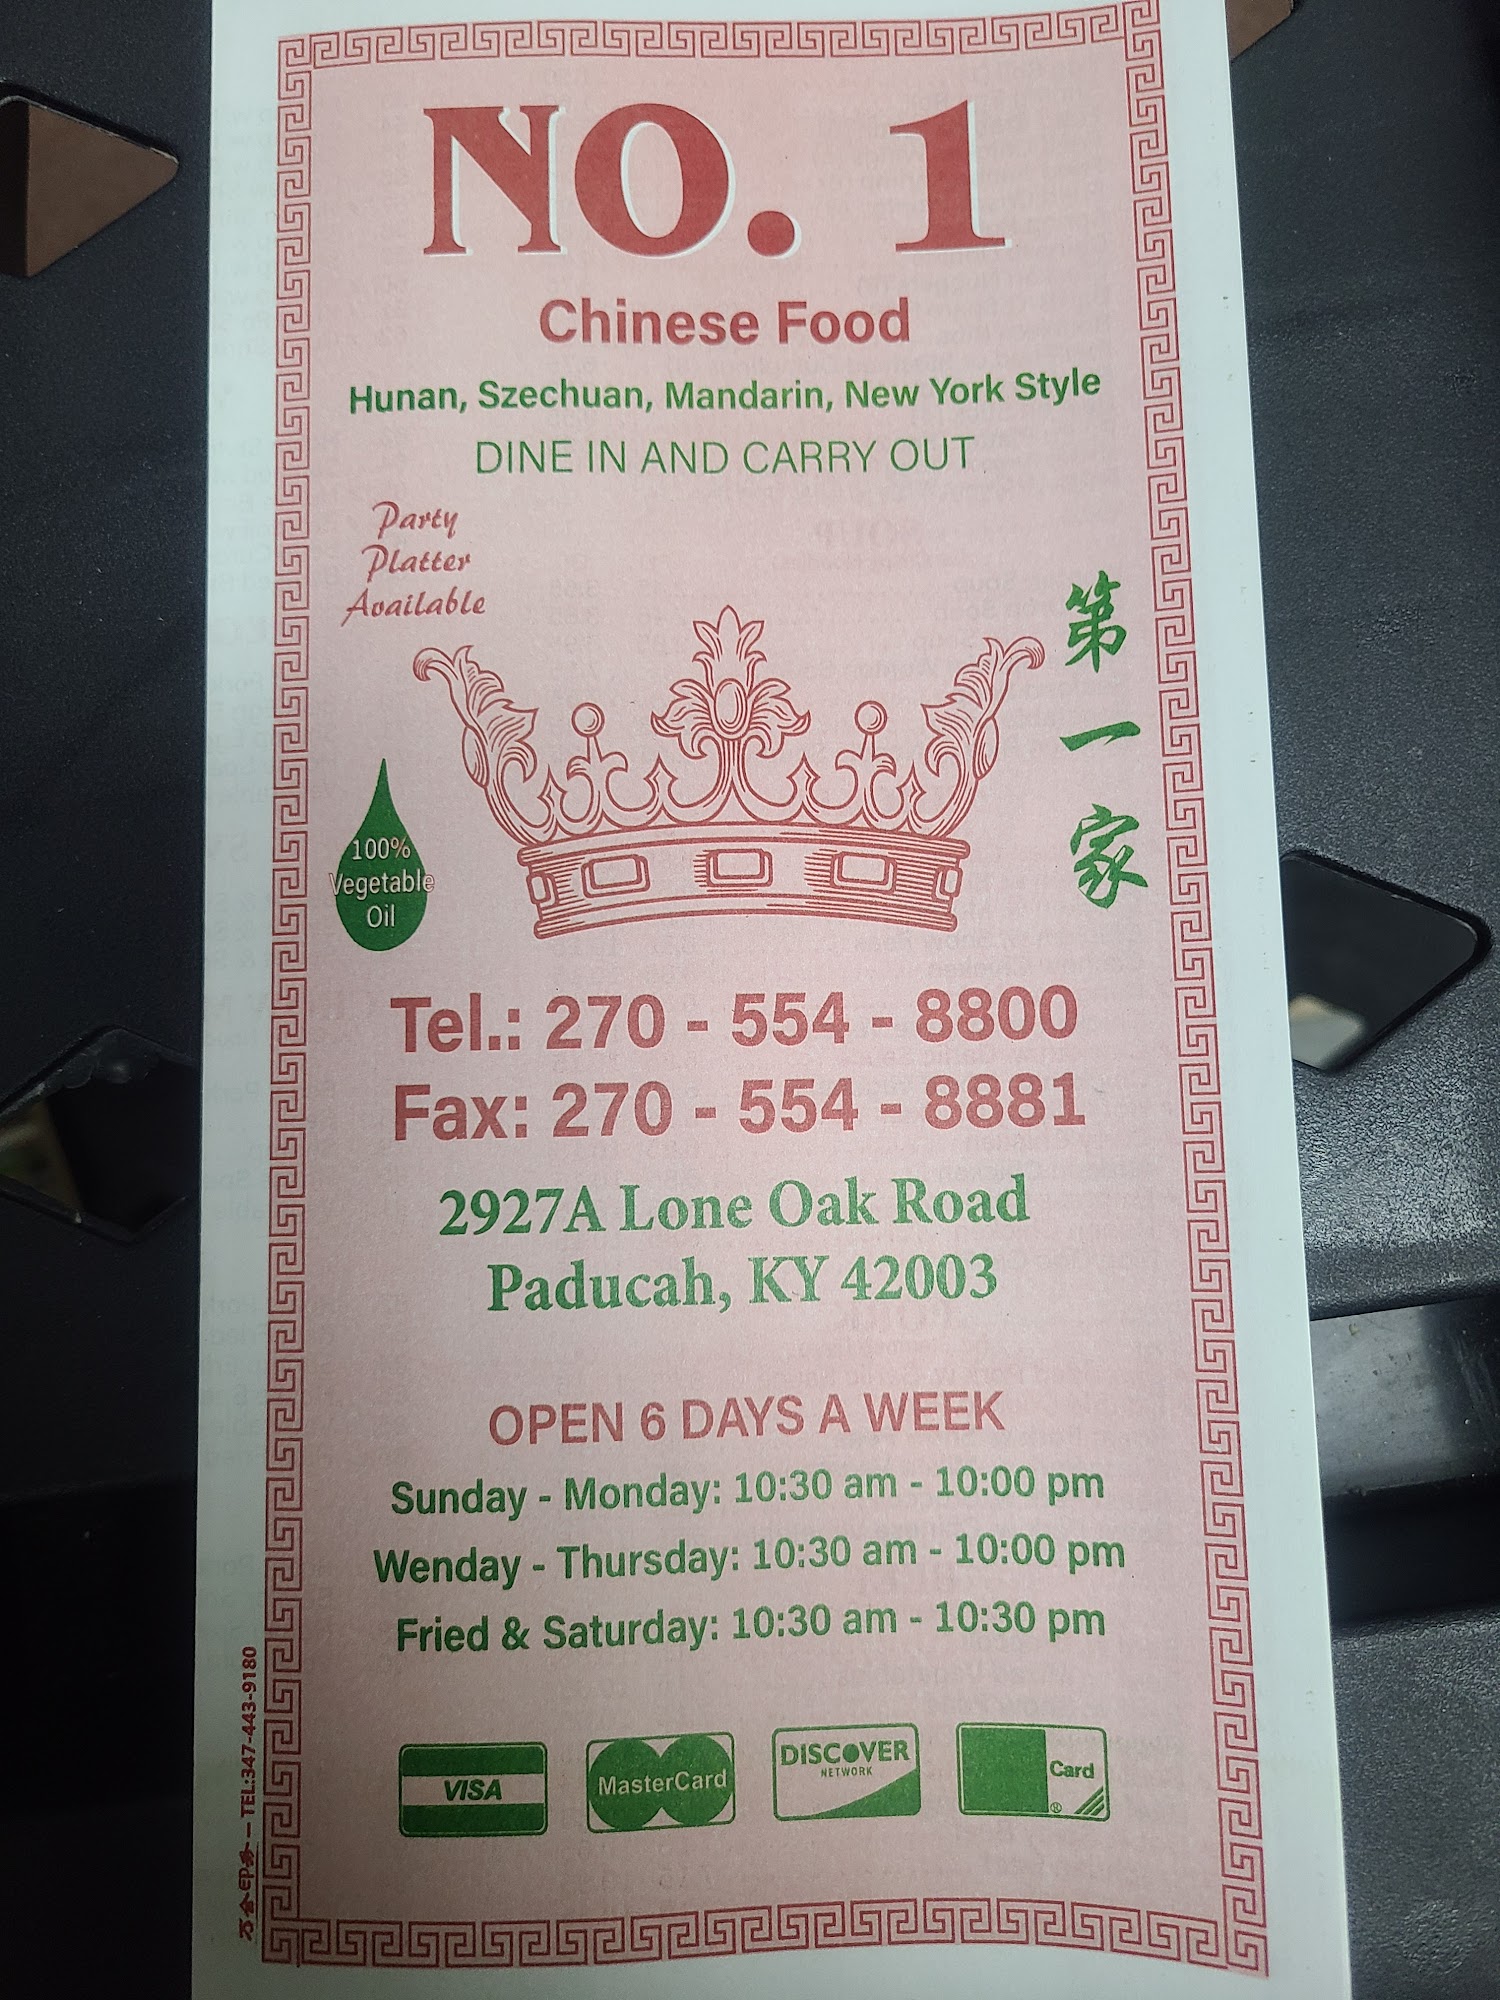 NO. 1
Chinese Food
Hunan, Szechuan, Mandarin, New York Style
DINE IN AND CARRY OUT
Party
Platter
Available
第一家
100%
Vegetable
Oil
Tel.: 270 - 554 - 8800
Fax: 270 - 554 - 8881
2927A Lone Oak Road
Paducah, KY 42003
OPEN 6 DAYS A WEEK
Sunday - Monday: 10:30 am - 10:00 pm
Wenday - Thursday: 10:30 am - 10:00 pm
Fried & Saturday: 10:30 am - 10:30 pm
VISA
MasterCard
DISCOVER
NETWORK
Card
®
TEL:347-443-9180